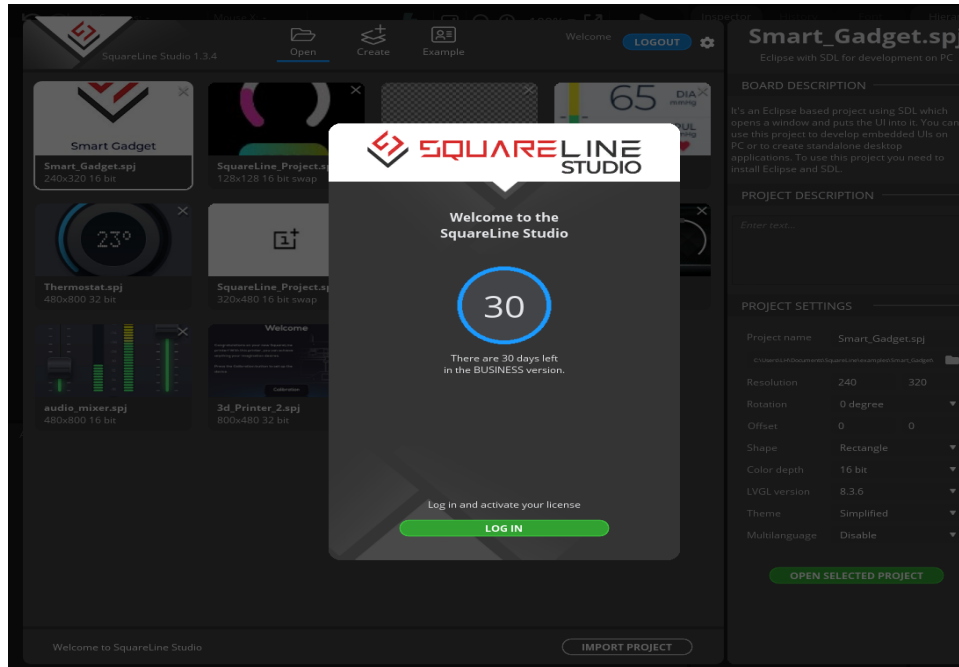 Inspector
Hierar
SquareLine Studio 1.3.4
Open
Create
Example
Welcome
LOGOUT
Smart_Gadget.spj
Eclipse with SDL for development on PC
BOARD DESCRIPTION
It's an Eclipse based project using SDL which
opens a window and puts the UI into it. You can
use this project to develop embedded UIs on
PC or to create standalone desktop
applications. To use this project you need to
install Eclipse and SDL.
PROJECT DESCRIPTION
Enter text...
PROJECT SETTINGS
Project name Smart_Gadget.spj
Resolution 240 320
Rotation 0 degree
Offset 0 0
Shape Rectangle
Color depth 16 bit
LVGL version 8.3.6
Theme Simplified
Multilanguage Disable
OPEN SELECTED PROJECT
Smart Gadget
Smart_Gadget.spj
240x320 16 bit
SquareLine_Project.sp
128x128 16 bit swap
65
DIA
mmHg
PUL
23°
Thermostat.spj
480x800 32 bit
SquareLine_Project.sp
320x480 16 bit swap
audio_mixer.spj
480x800 16 bit
Welcome
Calibration
3d_Printer_2.spj
800x480 32 bit
SQUARELINE
STUDIO
Welcome to the
SquareLine Studio
30
There are 30 days left
in the BUSINESS version.
Log in and activate your license
LOG IN
Welcome to SquareLine Studio
IMPORT PROJECT